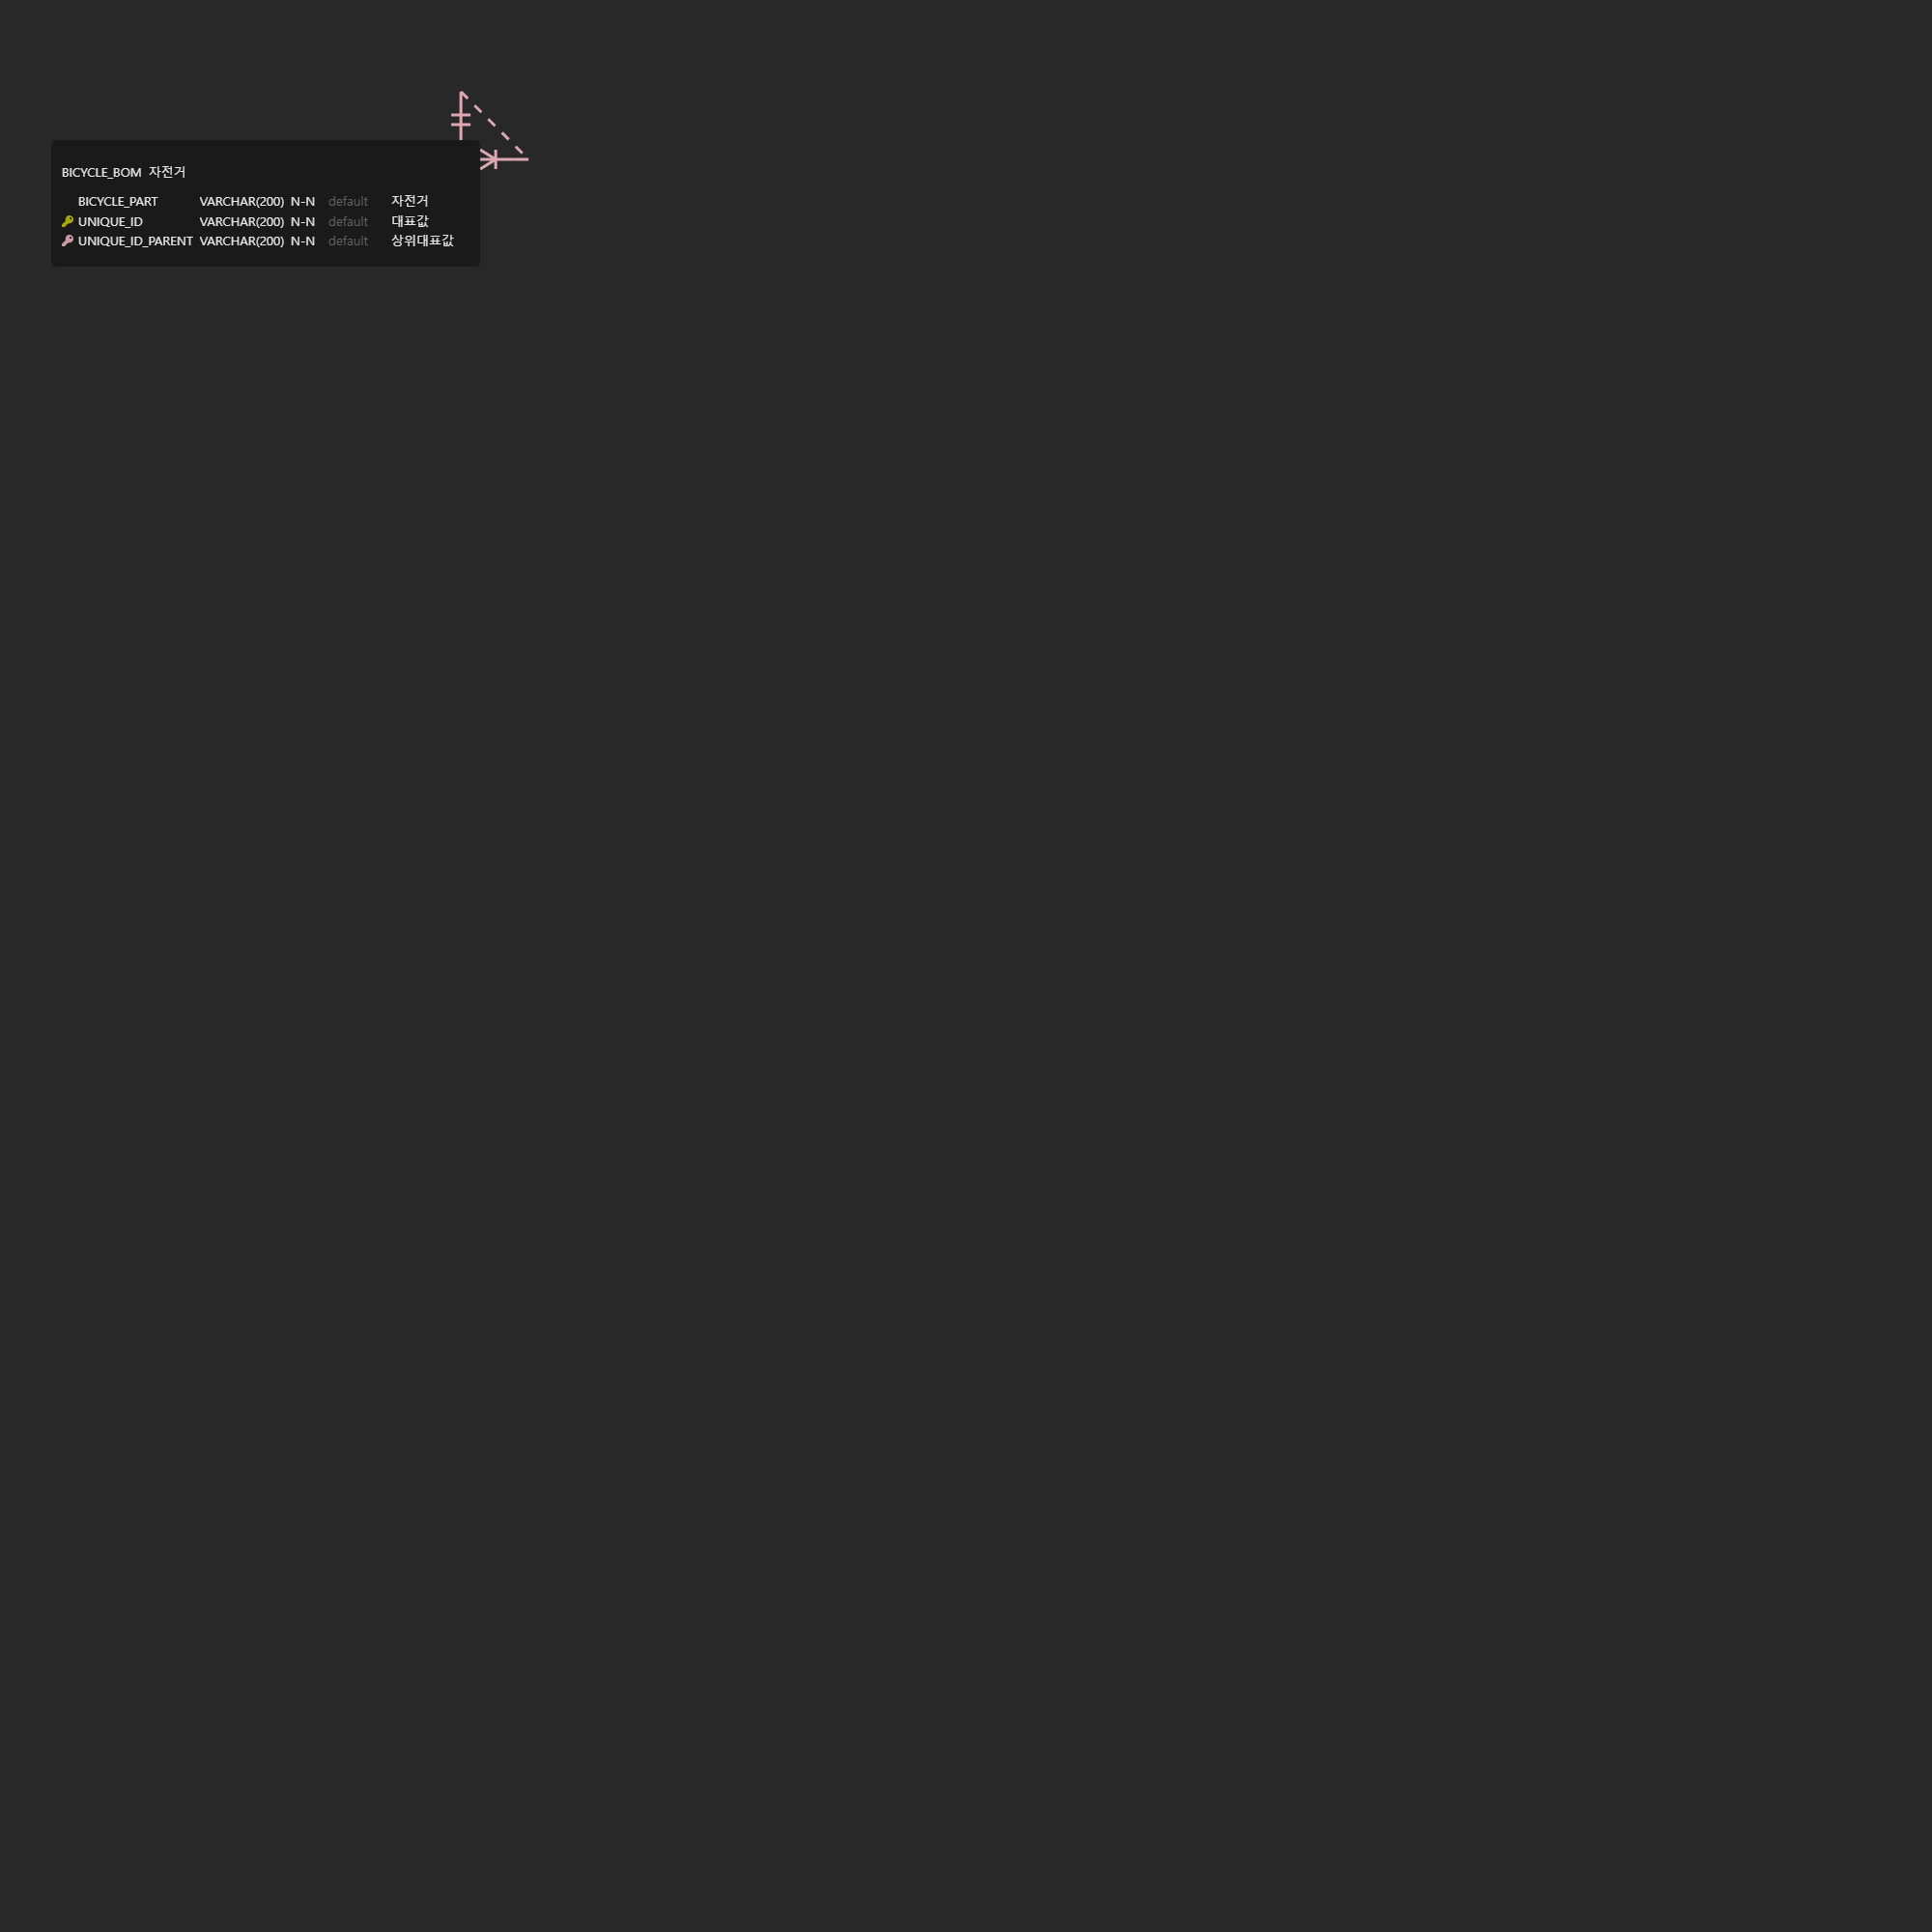 BICYCLE_BOM 자전거
BICYCLE_PART VARCHAR(200) N-N default 자전거
UNIQUE_ID VARCHAR(200) N-N default 대표값
UNIQUE_ID_PARENT VARCHAR(200) N-N default 상위대표값